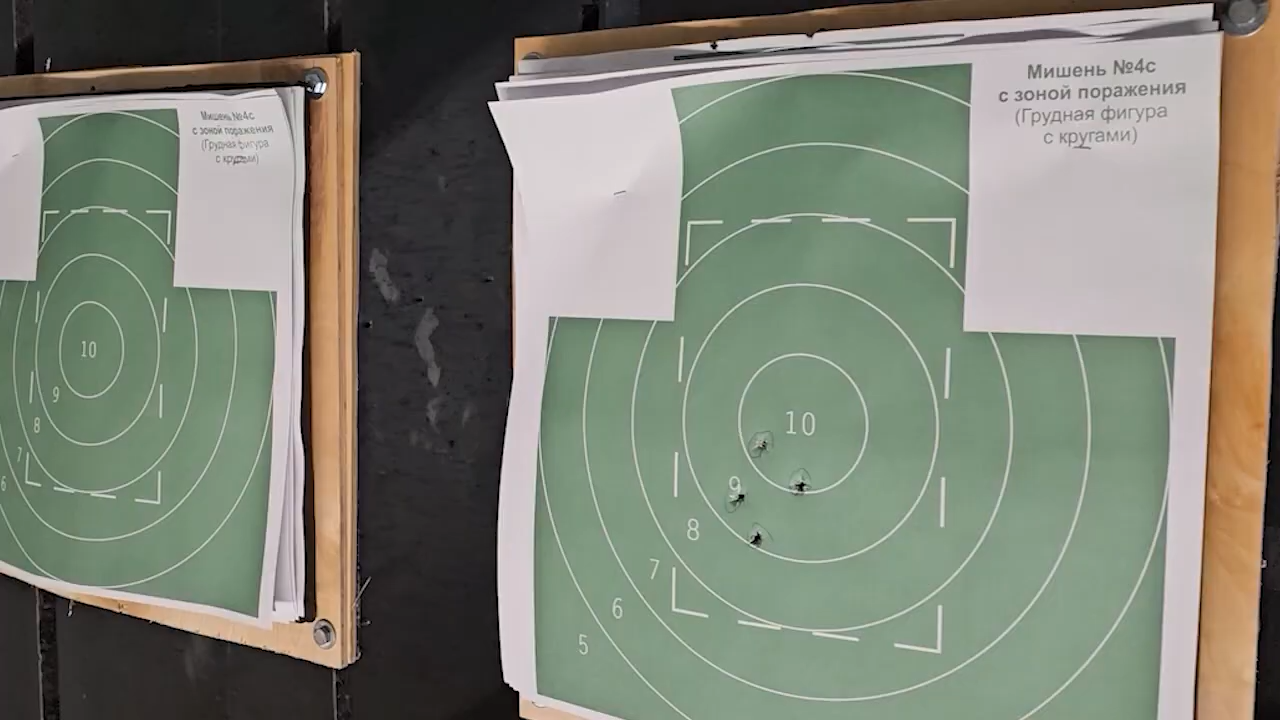 Мишень №4с
с зоной поражения
(Грудная фигура
с кругами)
10
9
8
7
6
Мишень №4с
с зоной поражения
(Грудная фигура
с кругами)
10
9
8
7
6
5